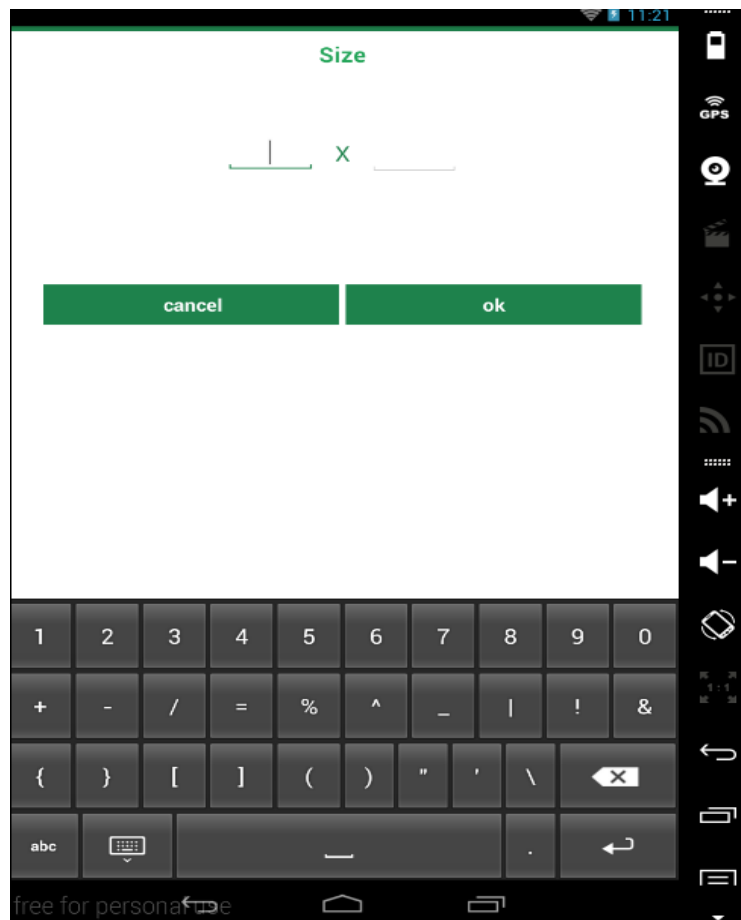 11:21
Size
X
cancel ok
GPS
ID
1 2 3 4 5 6 7 8 9 0
+ - / = % ^ _ | ! &
1:1
{ } [ ] ( ) " ' \
abc .
free for personal use